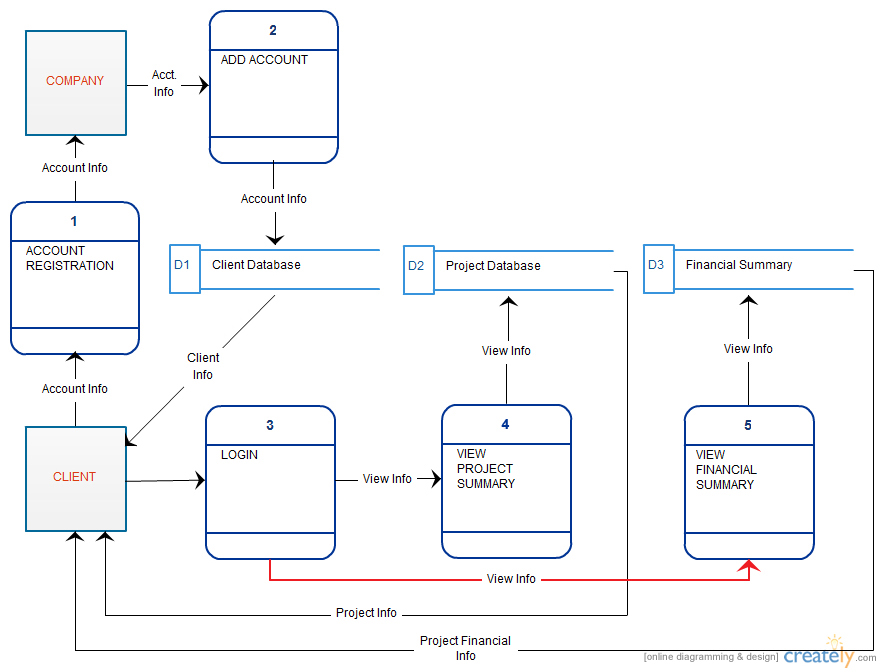 2
ADD ACCOUNT
COMPANY
Acct.
Info
Account Info
Account Info
1
ACCOUNT
REGISTRATION
D1
Client Database
D2
Project Database
D3
Financial Summary
View Info
View Info
Client
Info
Account Info
3
LOGIN
4
VIEW
PROJECT
SUMMARY
5
VIEW
FINANCIAL
SUMMARY
CLIENT
View Info
View Info
Project Info
Project Financial
Info
[online diagramming & design]
creately.com